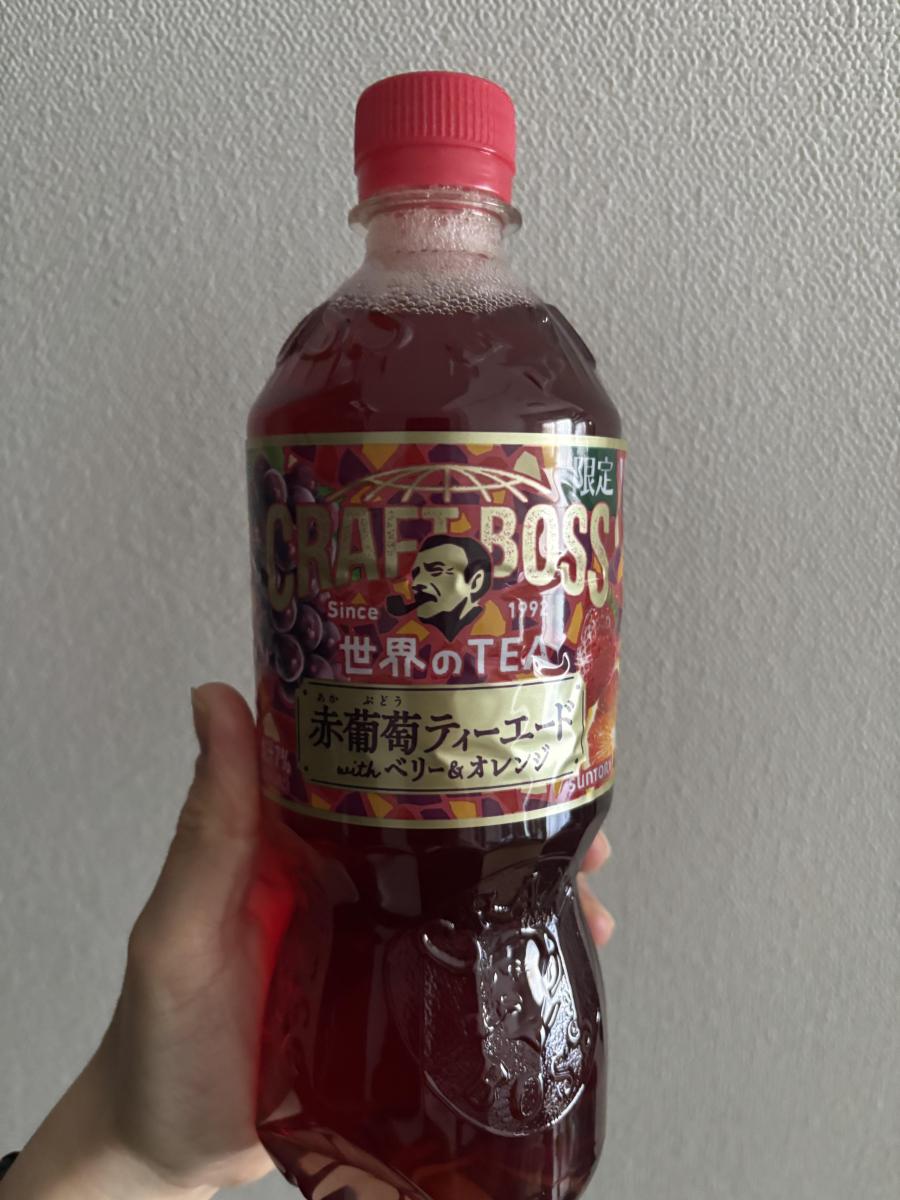 限定
CRAFT BOSS
Since 1992
世界のTEA
あか ぶどう
赤葡萄ティーエード
with ベリー&オレンジ
SUNTORY